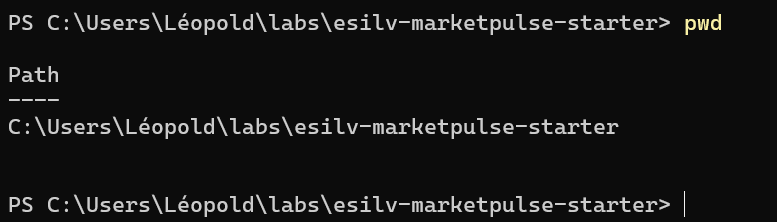 PS C:\Users\Léopold\labs\esilv-marketpulse-starter> pwd
Path
----
C:\Users\Léopold\labs\esilv-marketpulse-starter
PS C:\Users\Léopold\labs\esilv-marketpulse-starter>